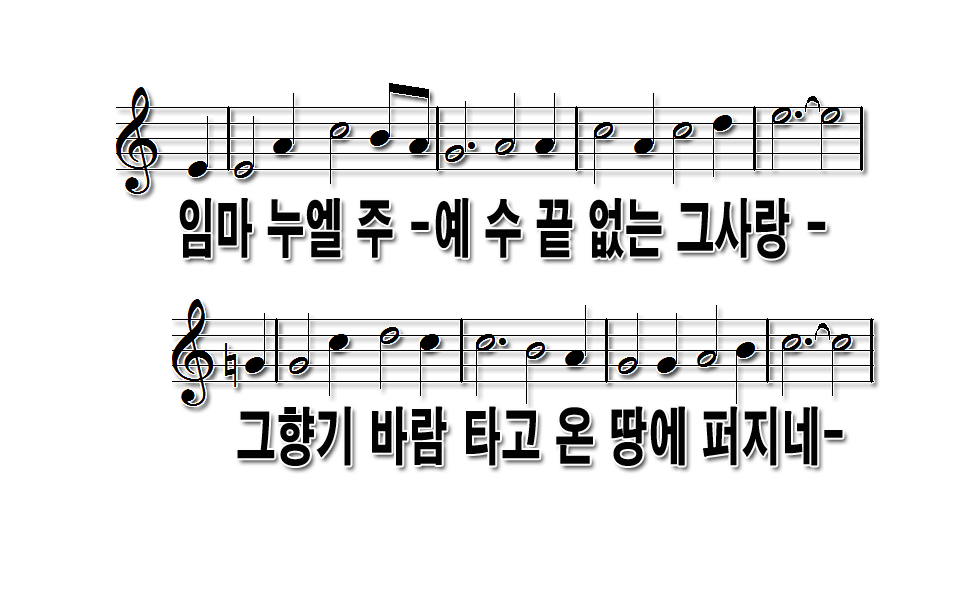 임마 누엘 주 -예 수 끝 없는 그사랑 -
그향기 바람 타고 온 땅에 퍼지네-